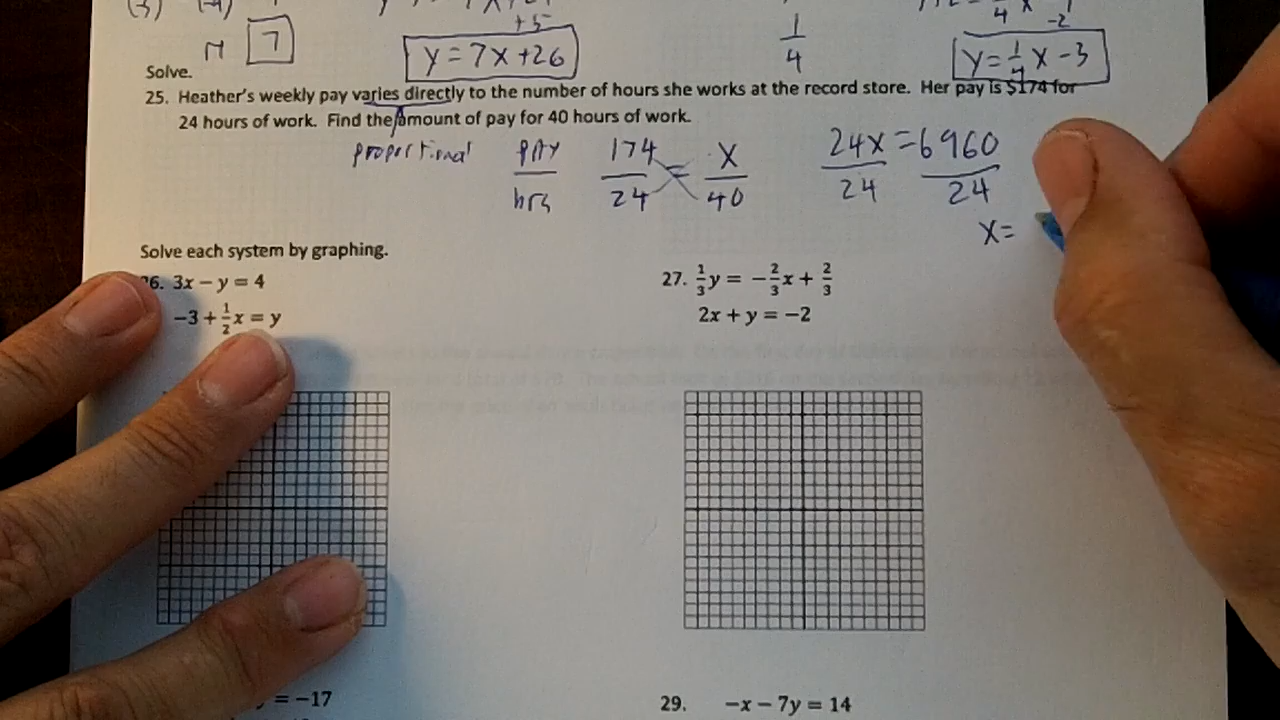 7
y = 7x + 26
1/4
y = 1/4 x - 3
Solve.
25. Heather's weekly pay varies directly to the number of hours she works at the record store. Her pay is $174 for
24 hours of work. Find the amount of pay for 40 hours of work.
proportional
pay/hrs 174/24 = x/40
24x = 6960
24 24
x =
Solve each system by graphing.
26. 3x − y = 4
−3 + 1/2 x = y
27. 1/3 y = −2/3 x + 2/3
2x + y = −2
= −17
29. −x − 7y = 14